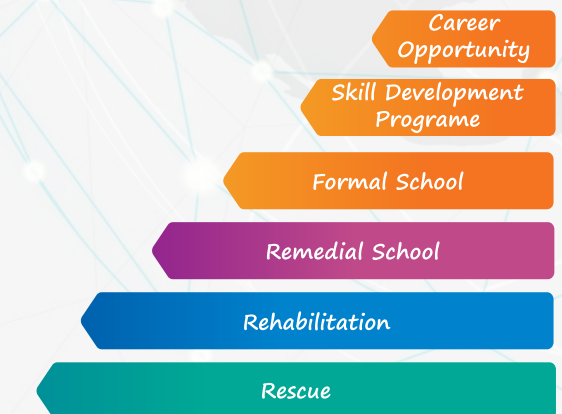 Career
Opportunity
Skill Development
Programe
Formal School
Remedial School
Rehabilitation
Rescue